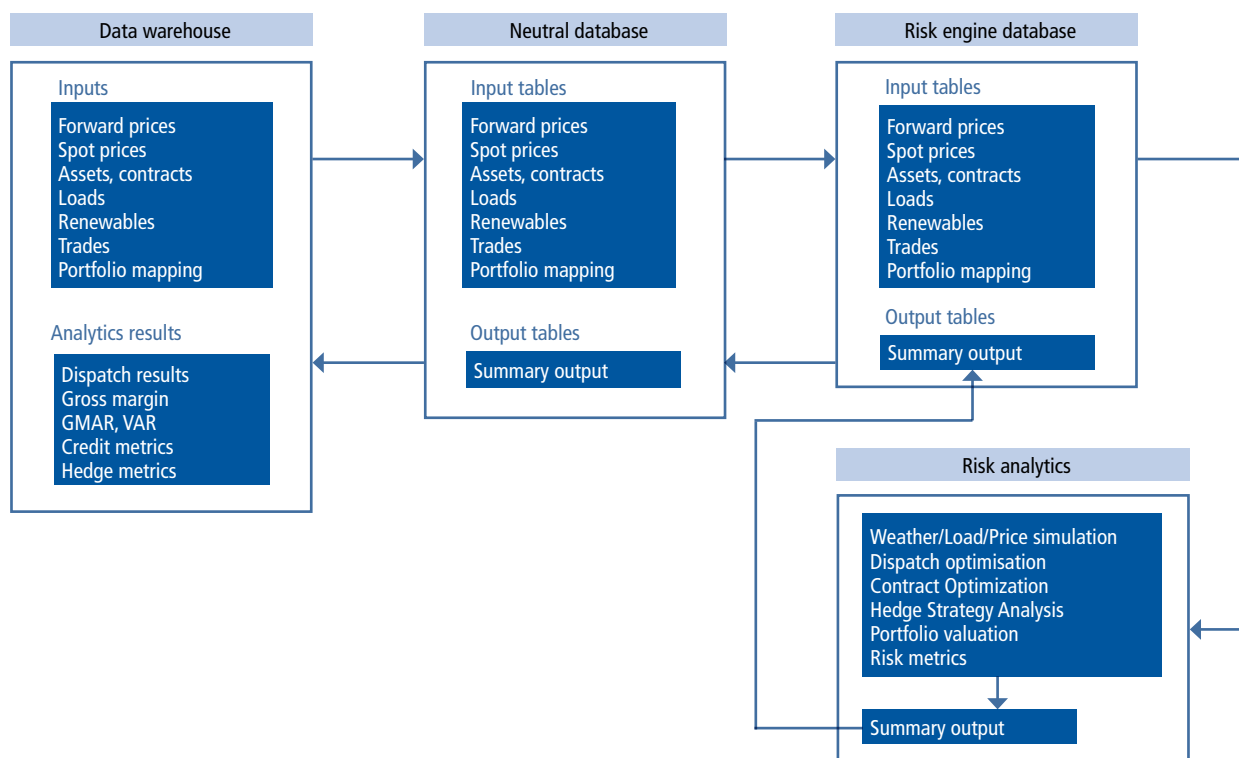 Data warehouse
Inputs
Forward prices
Spot prices
Assets, contracts
Loads
Renewables
Trades
Portfolio mapping
Analytics results
Dispatch results
Gross margin
GMAR, VAR
Credit metrics
Hedge metrics
Neutral database
Input tables
Forward prices
Spot prices
Assets, contracts
Loads
Renewables
Trades
Portfolio mapping
Output tables
Summary output
Risk engine database
Input tables
Forward prices
Spot prices
Assets, contracts
Loads
Renewables
Trades
Portfolio mapping
Output tables
Summary output
Risk analytics
Weather/Load/Price simulation
Dispatch optimisation
Contract Optimization
Hedge Strategy Analysis
Portfolio valuation
Risk metrics
Summary output